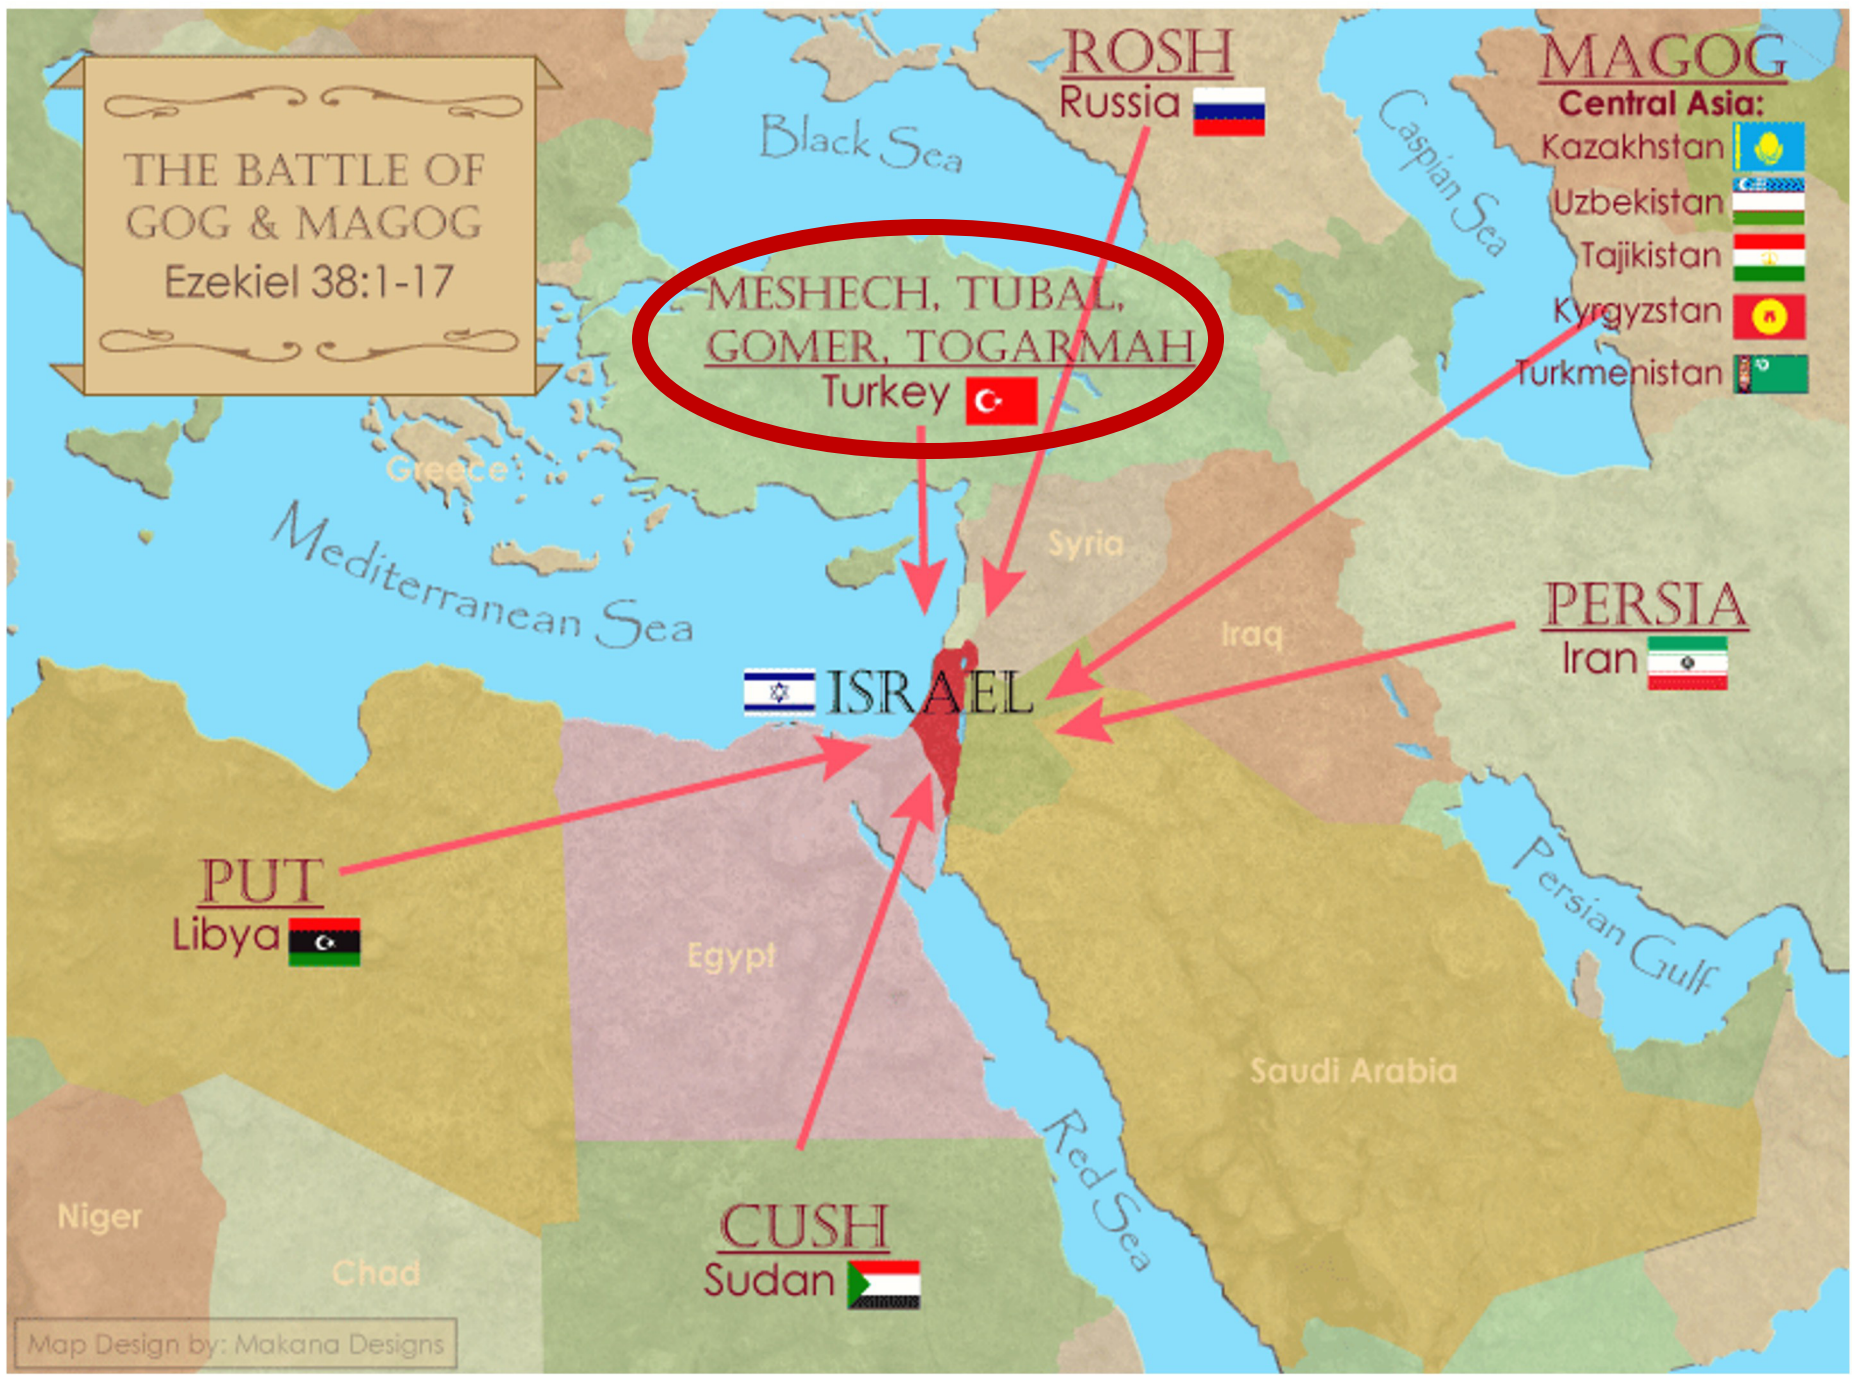 THE BATTLE OF
GOG & MAGOG
Ezekiel 38:1-17
ROSH
Russia
MAGOG
Central Asia:
Kazakhstan
Uzbekistan
Tajikistan
Kyrgyzstan
Turkmenistan
Black Sea
Caspian Sea
MESHECH, TUBAL,
GOMER, TOGARMAH
Turkey
Greece
Mediterranean Sea
Syria
Iraq
PERSIA
Iran
ISRAEL
PUT
Libya
Egypt
Persian Gulf
Saudi Arabia
Red Sea
Niger
Chad
CUSH
Sudan
Map Design by: Makana Designs